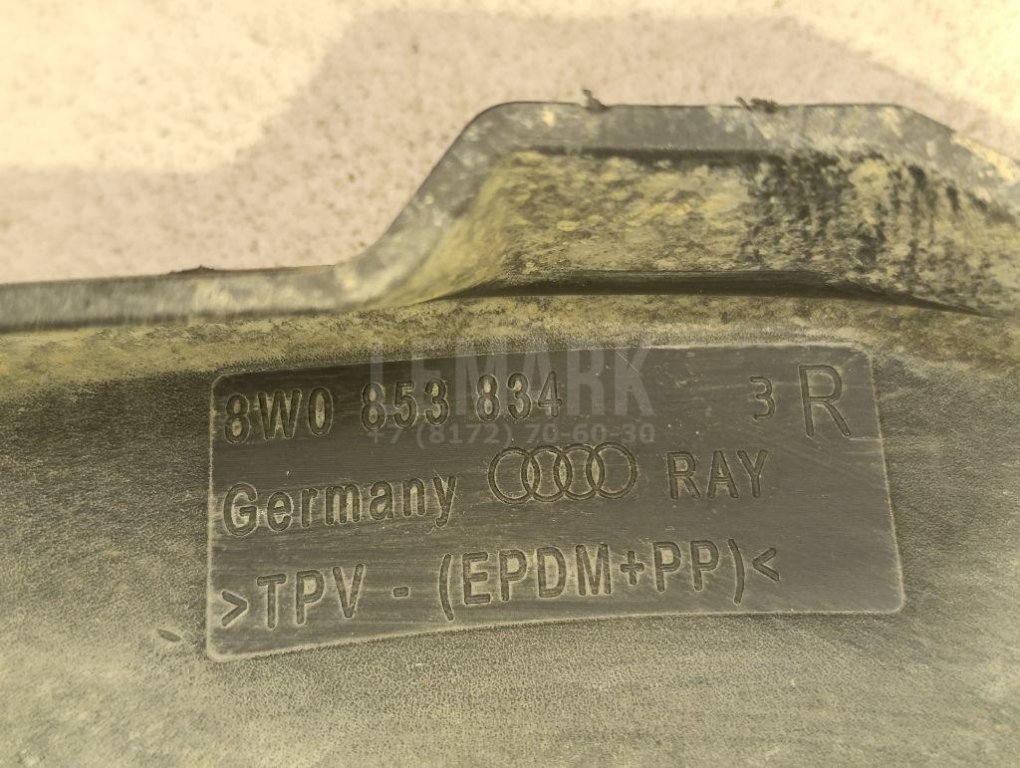 LEMARK
8W0 853 834 3 R
+7 (8172) 70-60-30
Germany RAY
>TPV - (EPDM+PP)<